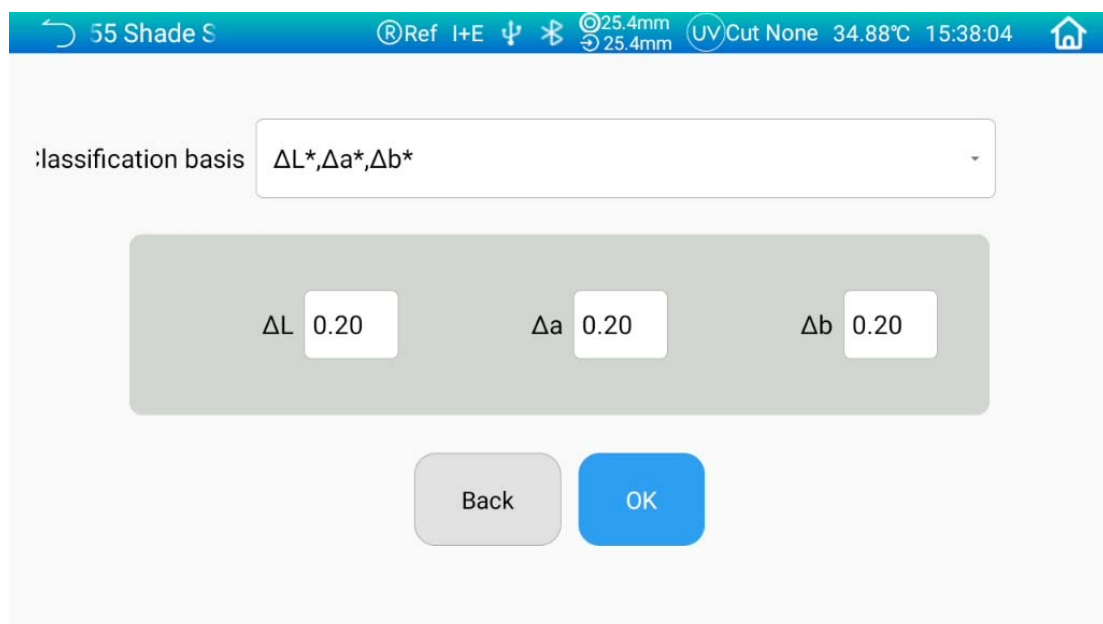 55 Shade S
®Ref I+E 25.4mm 25.4mm UV Cut None 34.88℃ 15:38:04
lassification basis ΔL*,Δa*,Δb*
ΔL 0.20 Δa 0.20 Δb 0.20
Back OK